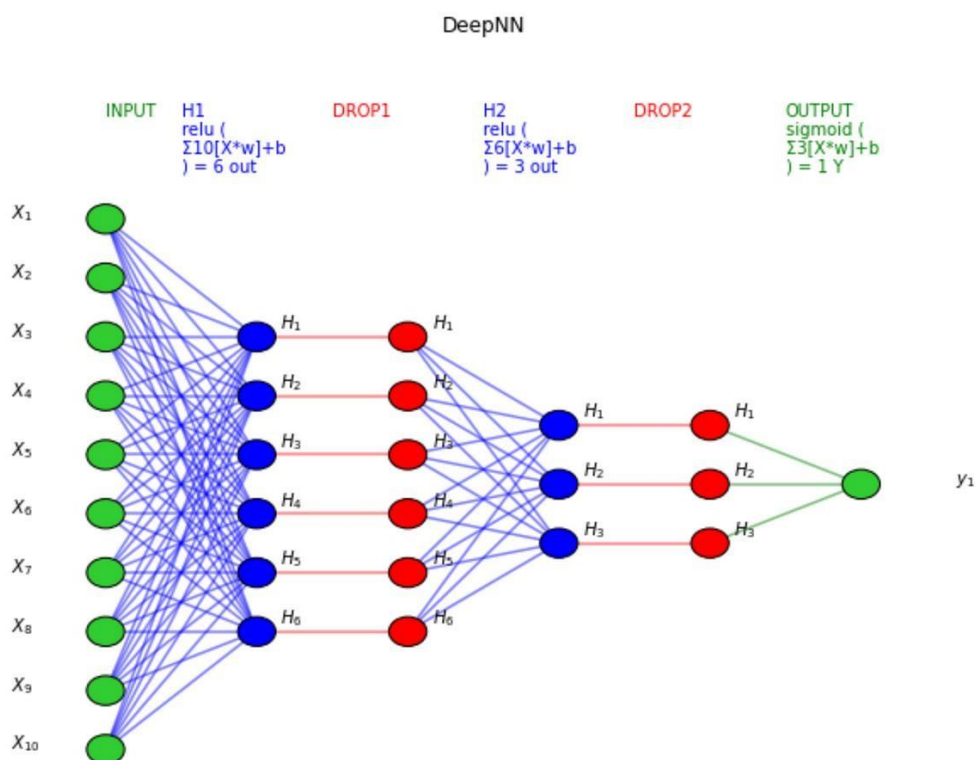 DeepNN
INPUT
H1
relu (
Σ10[X*w]+b
) = 6 out
DROP1
H2
relu (
Σ6[X*w]+b
) = 3 out
DROP2
OUTPUT
sigmoid (
Σ3[X*w]+b
) = 1 Y
X₁
X₂
X₃
X₄
X₅
X₆
X₇
X₈
X₉
X₁₀
H₁
H₂
H₃
H₄
H₅
H₆
H₁
H₂
H₃
H₄
H₅
H₆
H₁
H₂
H₃
H₁
H₂
H₃
y₁